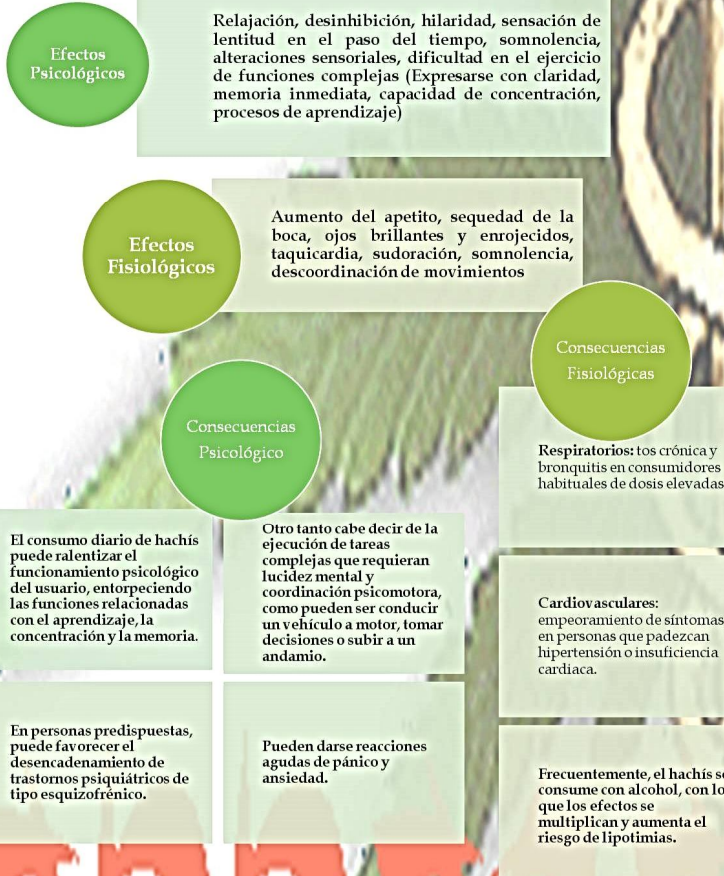 Efectos
Psicológicos
Relajación, desinhibición, hilaridad, sensación de
lentitud en el paso del tiempo, somnolencia,
alteraciones sensoriales, dificultad en el ejercicio
de funciones complejas (Expresarse con claridad,
memoria inmediata, capacidad de concentración,
procesos de aprendizaje)
Efectos
Fisiológicos
Aumento del apetito, sequedad de la
boca, ojos brillantes y enrojecidos,
taquicardia, sudoración, somnolencia,
descoordinación de movimientos
Consecuencias
Psicológico
El consumo diario de hachís
puede ralentizar el
funcionamiento psicológico
del usuario, entorpeciendo
las funciones relacionadas
con el aprendizaje, la
concentración y la memoria.
Otro tanto cabe decir de la
ejecución de tareas
complejas que requieran
lucidez mental y
coordinación psicomotora,
como pueden ser conducir
un vehículo a motor, tomar
decisiones o subir a un
andamio.
En personas predispuestas,
puede favorecer el
desencadenamiento de
trastornos psiquiátricos de
tipo esquizofrénico.
Pueden darse reacciones
agudas de pánico y
ansiedad.
Consecuencias
Fisiológicas
Respiratorios: tos crónica y
bronquitis en consumidores
habituales de dosis elevadas
Cardiovasculares:
empeoramiento de síntomas
en personas que padezcan
hipertensión o insuficiencia
cardiaca.
Frecuentemente, el hachís se
consume con alcohol, con lo
que los efectos se
multiplican y aumenta el
riesgo de lipotimias.